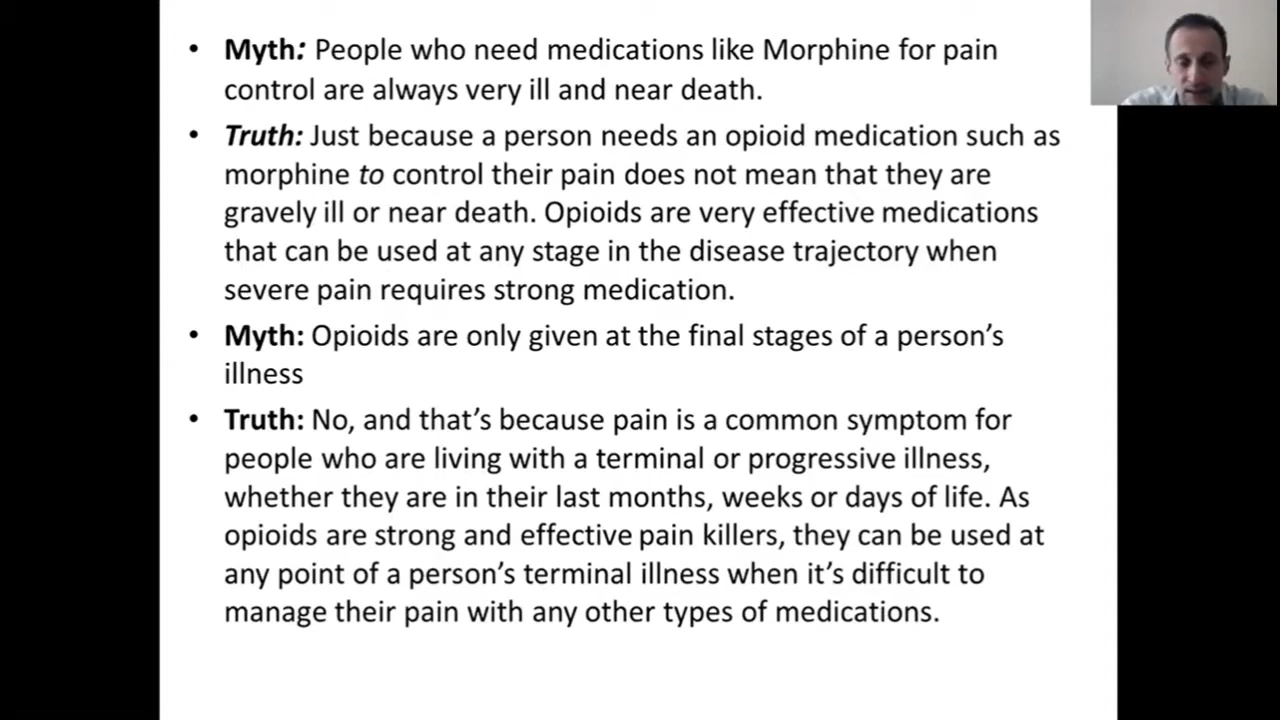 • Myth: People who need medications like Morphine for pain
control are always very ill and near death.
• Truth: Just because a person needs an opioid medication such as
morphine to control their pain does not mean that they are
gravely ill or near death. Opioids are very effective medications
that can be used at any stage in the disease trajectory when
severe pain requires strong medication.
• Myth: Opioids are only given at the final stages of a person’s
illness
• Truth: No, and that’s because pain is a common symptom for
people who are living with a terminal or progressive illness,
whether they are in their last months, weeks or days of life. As
opioids are strong and effective pain killers, they can be used at
any point of a person’s terminal illness when it’s difficult to
manage their pain with any other types of medications.